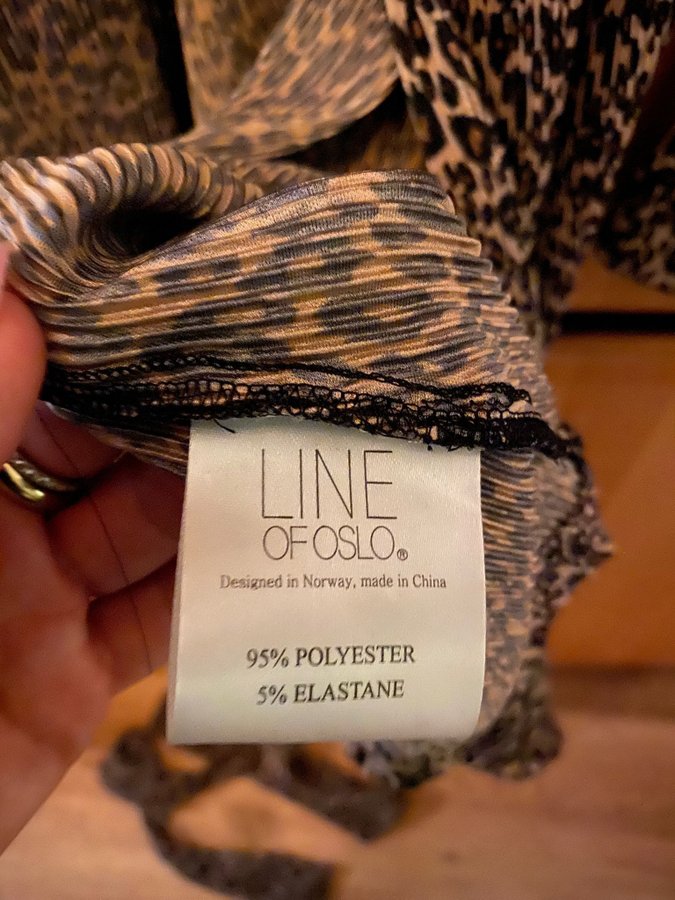 LINE
OF OSLO®
Designed in Norway, made in China
95% POLYESTER
5% ELASTANE